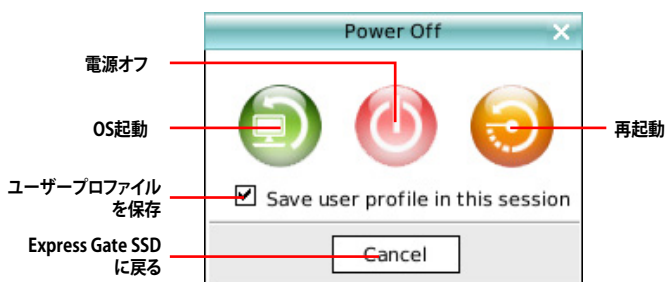 Power Off
電源オフ
OS起動
再起動
ユーザープロファイル
を保存
Save user profile in this session
Express Gate SSD
に戻る
Cancel